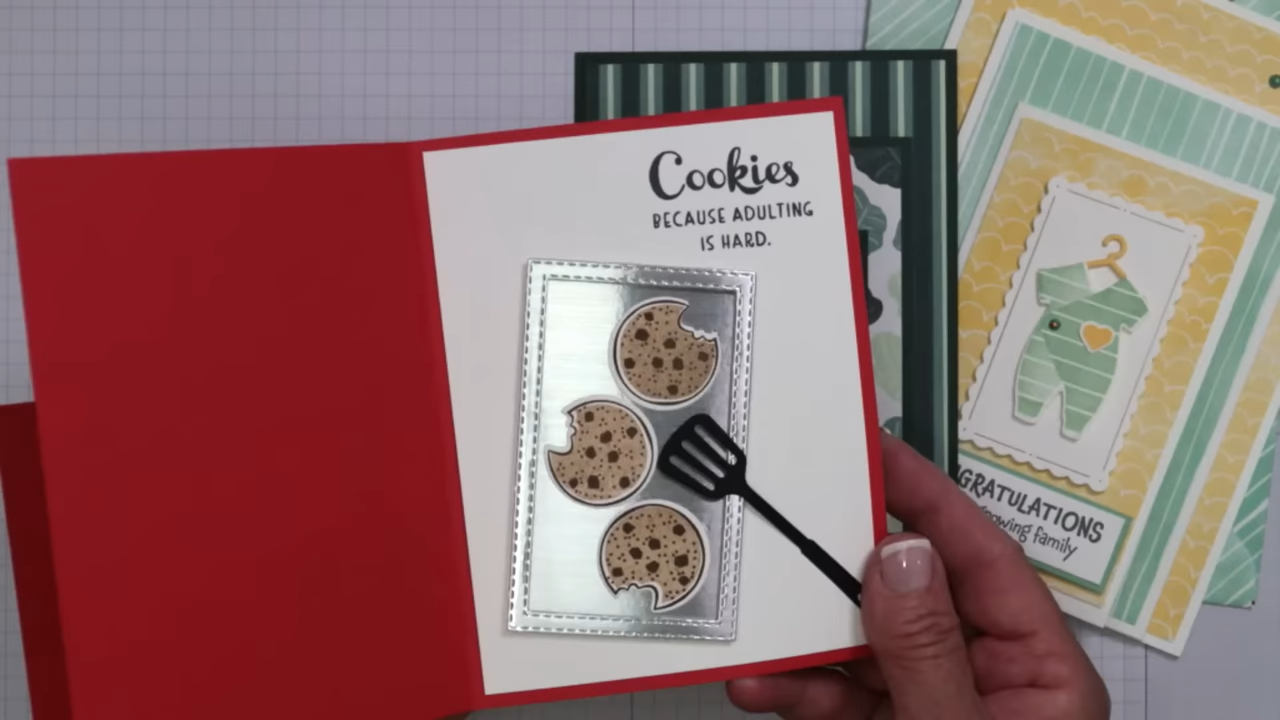 Cookies
BECAUSE ADULTING
IS HARD.
GRATULATIONS
growing family